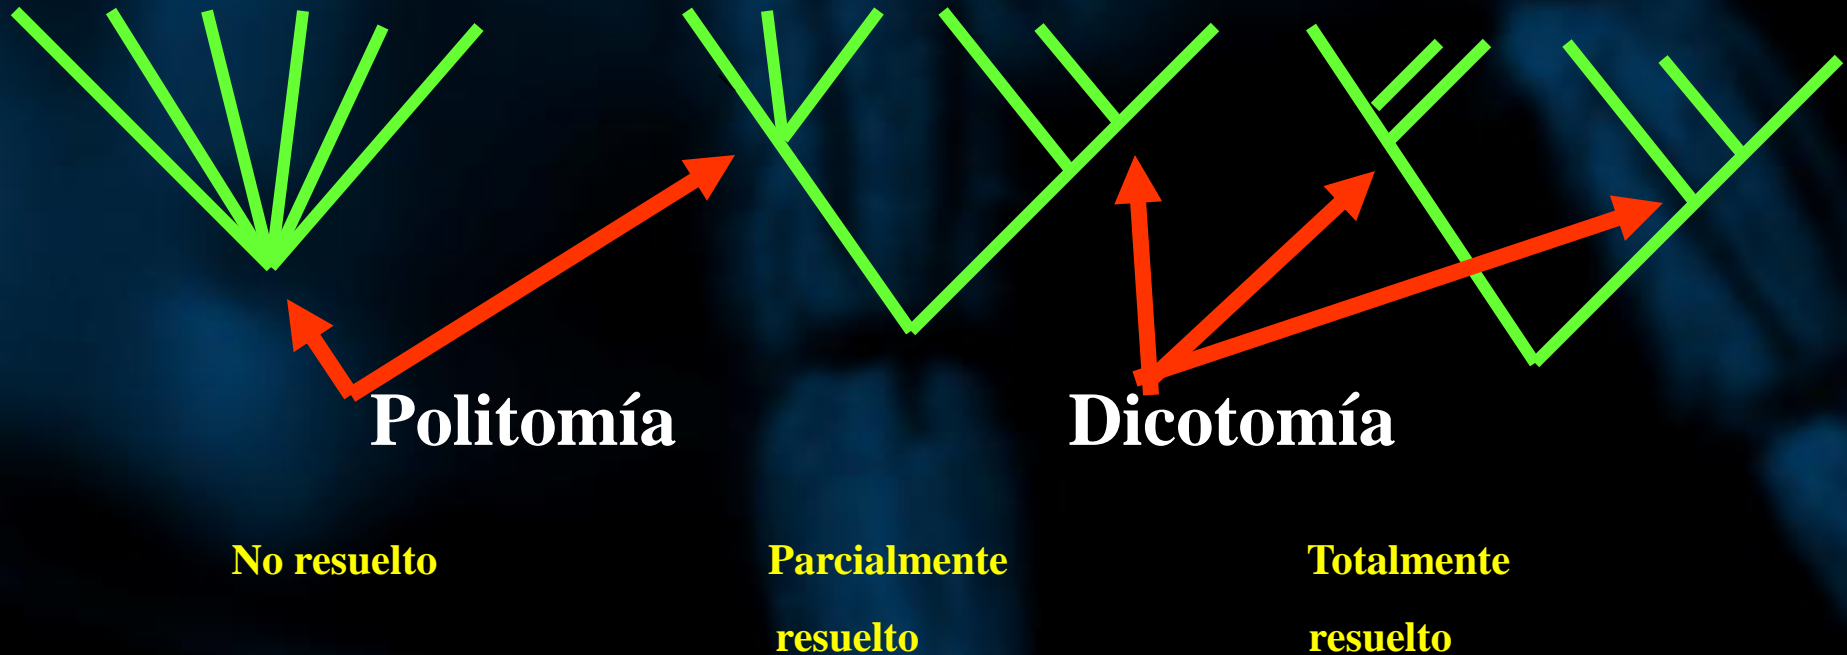 Politomía
Dicotomía
No resuelto
Parcialmente
resuelto
Totalmente
resuelto